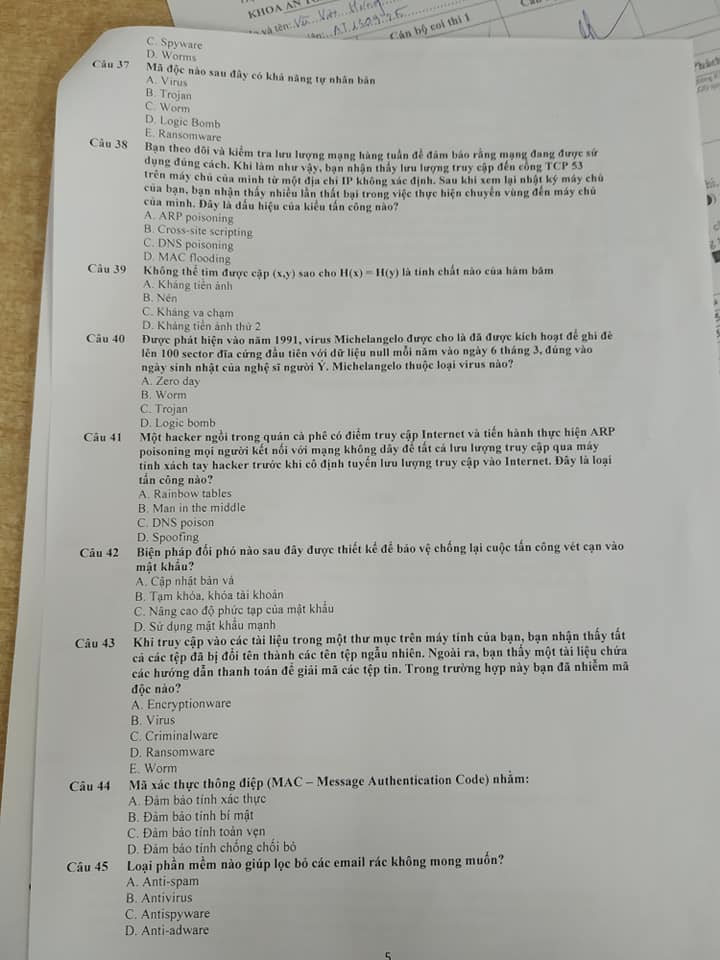 KHOA AN TO
và tên: Vũ Văn
A.T.
Cán bộ coi thi 1
C. Spyware
D. Worms
Câu 37 Mã độc nào sau đây có khả năng tự nhân bản
A. Virus
B. Trojan
C. Worm
D. Logic Bomb
E. Ransomware
Câu 38 Bạn theo dõi và kiểm tra lưu lượng mạng hàng tuần để đảm bảo rằng mạng đang được sử
dụng đúng cách. Khi làm như vậy, bạn nhận thấy lưu lượng truy cập đến cổng TCP 53
trên máy chủ của mình từ một địa chỉ IP không xác định. Sau khi xem lại nhật ký máy chủ
của bạn, bạn nhận thấy nhiều lần thất bại trong việc thực hiện chuyển vùng đến máy chủ
của mình. Đây là dấu hiệu của kiểu tấn công nào?
A. ARP poisoning
B. Cross-site scripting
C. DNS poisoning
D. MAC flooding
Câu 39 Không thể tìm được cặp (x,y) sao cho H(x) = H(y) là tính chất nào của hàm băm
A. Kháng tiền ảnh
B. Nén
C. Kháng va chạm
D. Kháng tiền ảnh thứ 2
Câu 40 Được phát hiện vào năm 1991, virus Michelangelo được cho là đã được kích hoạt để ghi đè
lên 100 sector đĩa cứng đầu tiên với dữ liệu null mỗi năm vào ngày 6 tháng 3, đúng vào
ngày sinh nhật của nghệ sĩ người Ý. Michelangelo thuộc loại virus nào?
A. Zero day
B. Worm
C. Trojan
D. Logic bomb
Câu 41 Một hacker ngồi trong quán cà phê có điểm truy cập Internet và tiến hành thực hiện ARP
poisoning mọi người kết nối với mạng không dây để tất cả lưu lượng truy cập qua máy
tính xách tay hacker trước khi cô định tuyến lưu lượng truy cập vào Internet. Đây là loại
tấn công nào?
A. Rainbow tables
B. Man in the middle
C. DNS poison
D. Spoofing
Câu 42 Biện pháp đối phó nào sau đây được thiết kế để bảo vệ chống lại cuộc tấn công vét cạn vào
mật khẩu?
A. Cập nhật bản vá
B. Tạm khóa, khóa tài khoản
C. Nâng cao độ phức tạp của mật khẩu
D. Sử dụng mật khẩu mạnh
Câu 43 Khi truy cập vào các tài liệu trong một thư mục trên máy tính của bạn, bạn nhận thấy tất
cả các tệp đã bị đổi tên thành các tên tệp ngẫu nhiên. Ngoài ra, bạn thấy một tài liệu chứa
các hướng dẫn thanh toán để giải mã các tệp tin. Trong trường hợp này bạn đã nhiễm mã
độc nào?
A. Encryptionware
B. Virus
C. Criminalware
D. Ransomware
E. Worm
Câu 44 Mã xác thực thông điệp (MAC – Message Authentication Code) nhằm:
A. Đảm bảo tính xác thực
B. Đảm bảo tính bí mật
C. Đảm bảo tính toàn vẹn
D. Đảm bảo tính chống chối bỏ
Câu 45 Loại phần mềm nào giúp lọc bỏ các email rác không mong muốn?
A. Anti-spam
B. Antivirus
C. Antispyware
D. Anti-adware
5